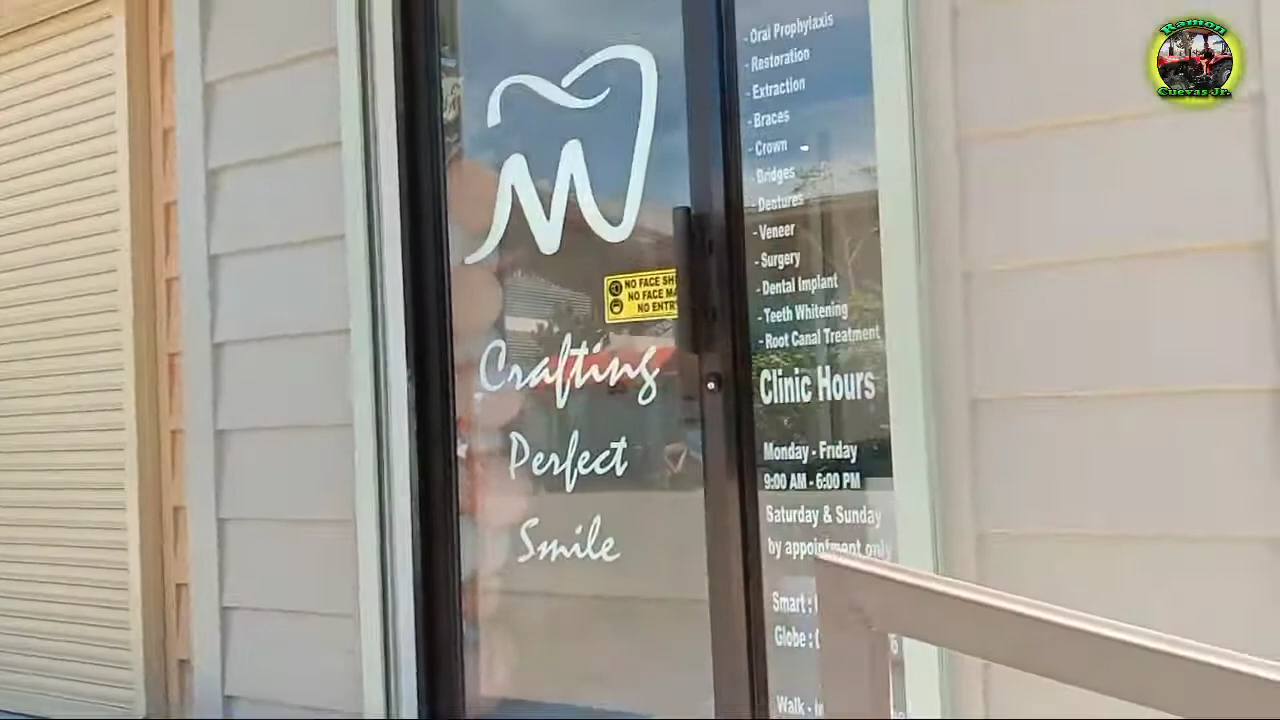 Ramon
Cuevas Jr.
- Oral Prophylaxis
- Restoration
- Extraction
- Braces
- Crown
- Bridges
- Dentures
- Veneer
- Surgery
- Dental Implant
- Teeth Whitening
- Root Canal Treatment
NO FACE
NO FACE
NO
Crafting
Perfect
Smile
Clinic Hours
Monday - Friday
9:00 AM - 6:00 PM
Saturday & Sunday
by appointment only
Smart :
Globe :
Walk -